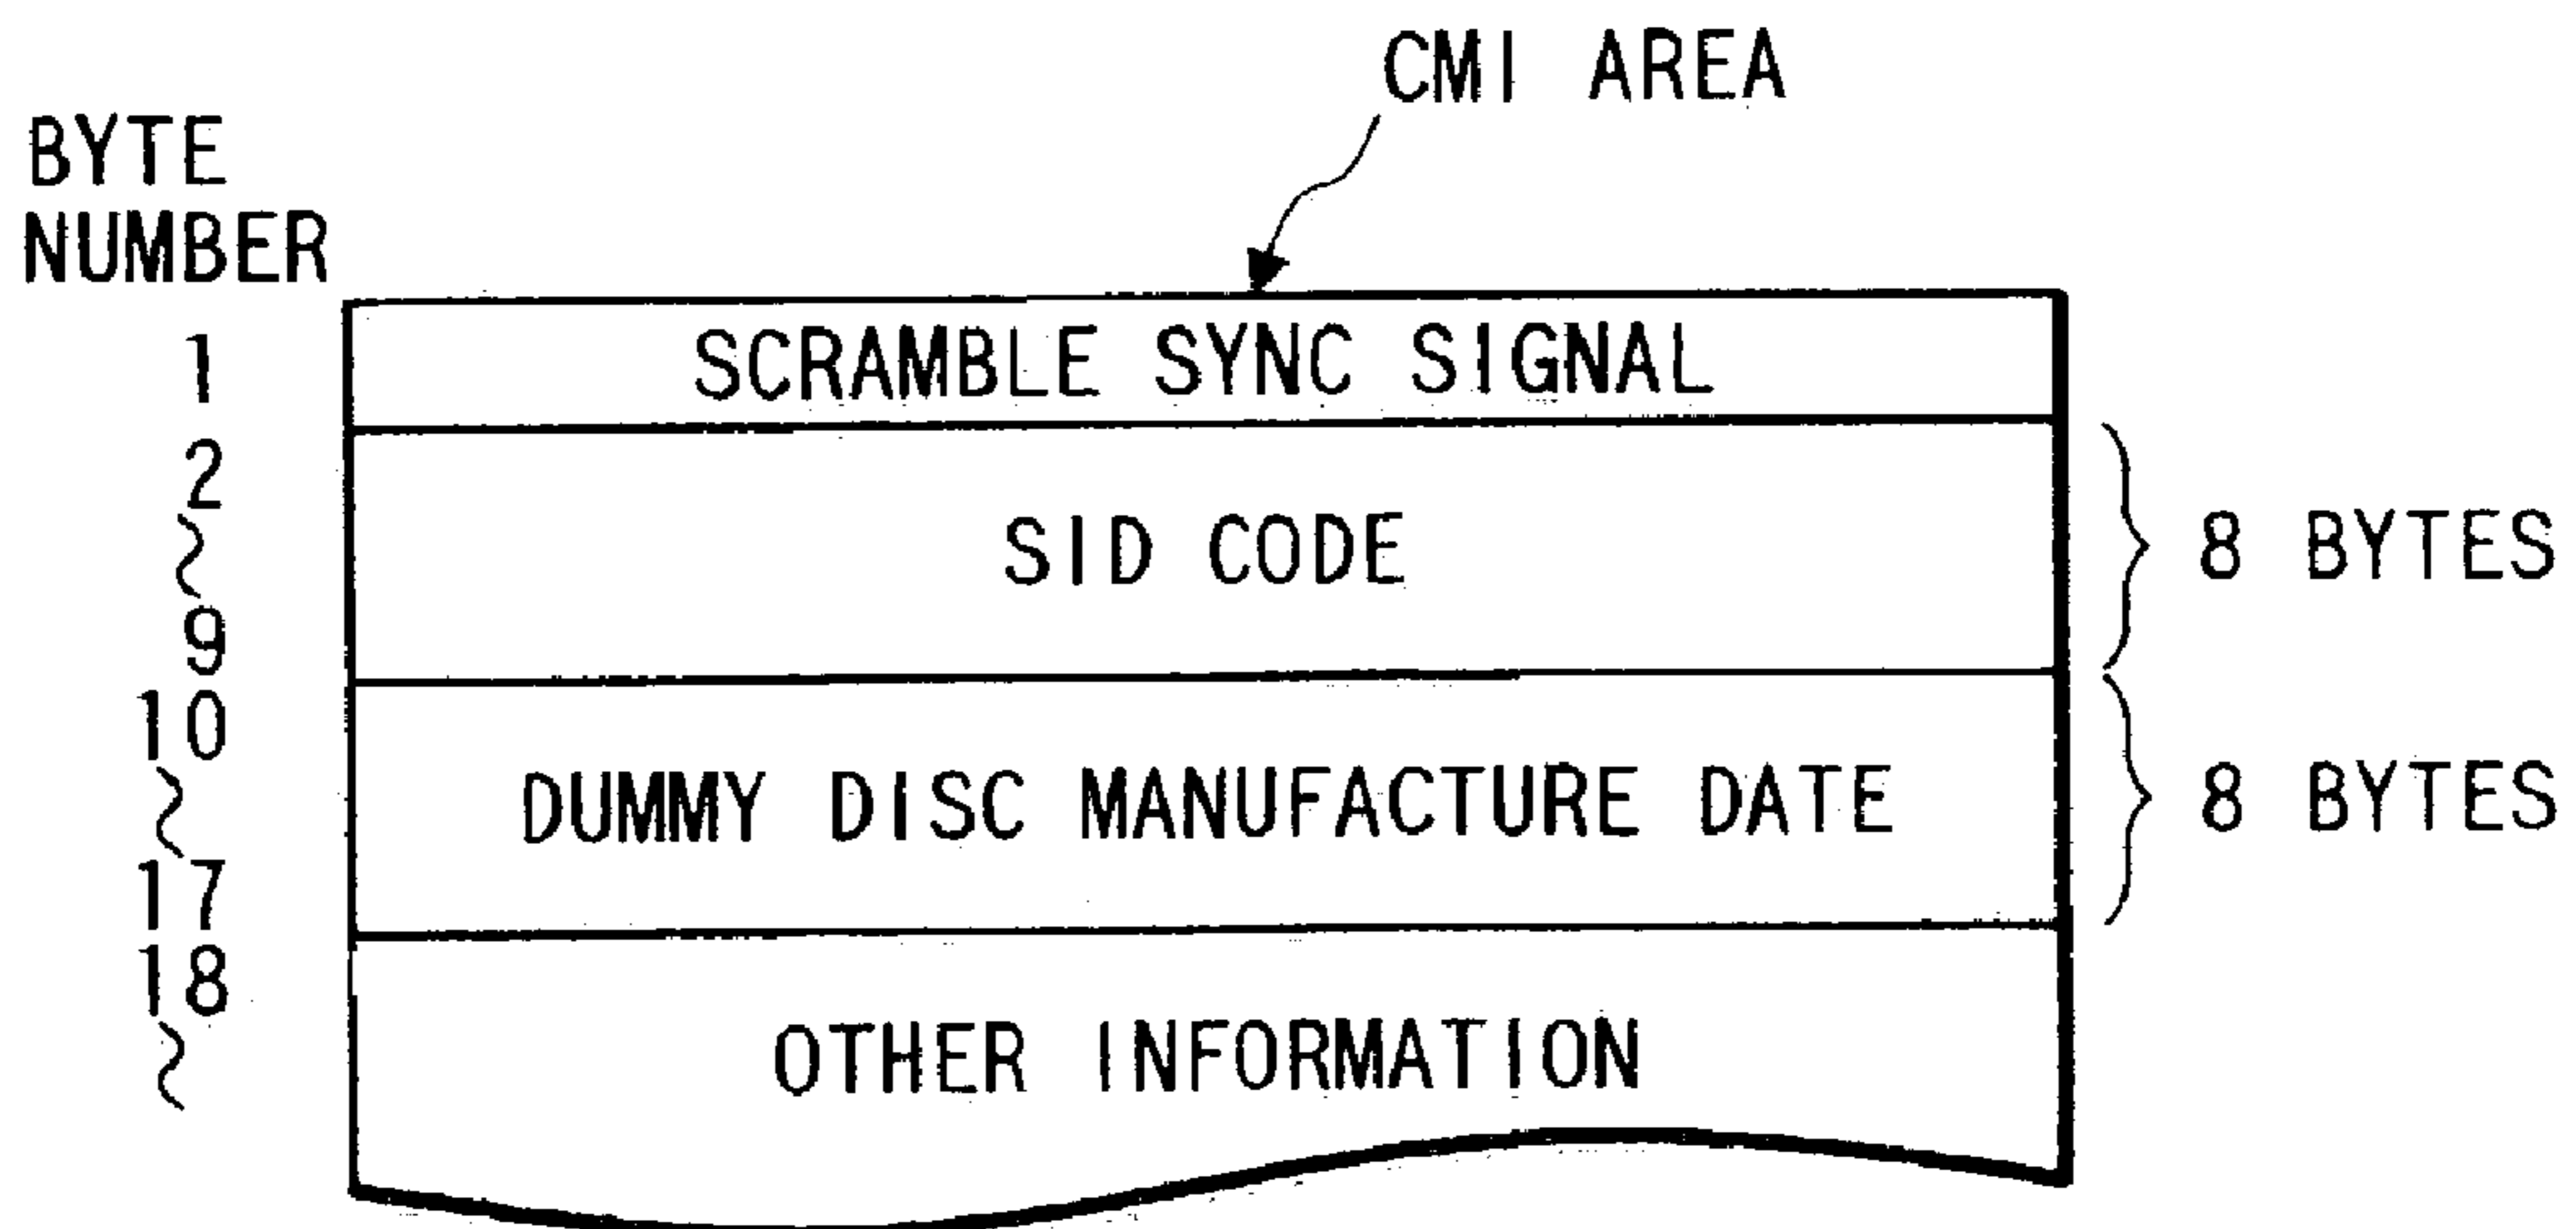 CMI AREA
BYTE
NUMBER
1
SCRAMBLE SYNC SIGNAL
2
~
9
SID CODE
8 BYTES
10
~
17
DUMMY DISC MANUFACTURE DATE
8 BYTES
18
~
OTHER INFORMATION